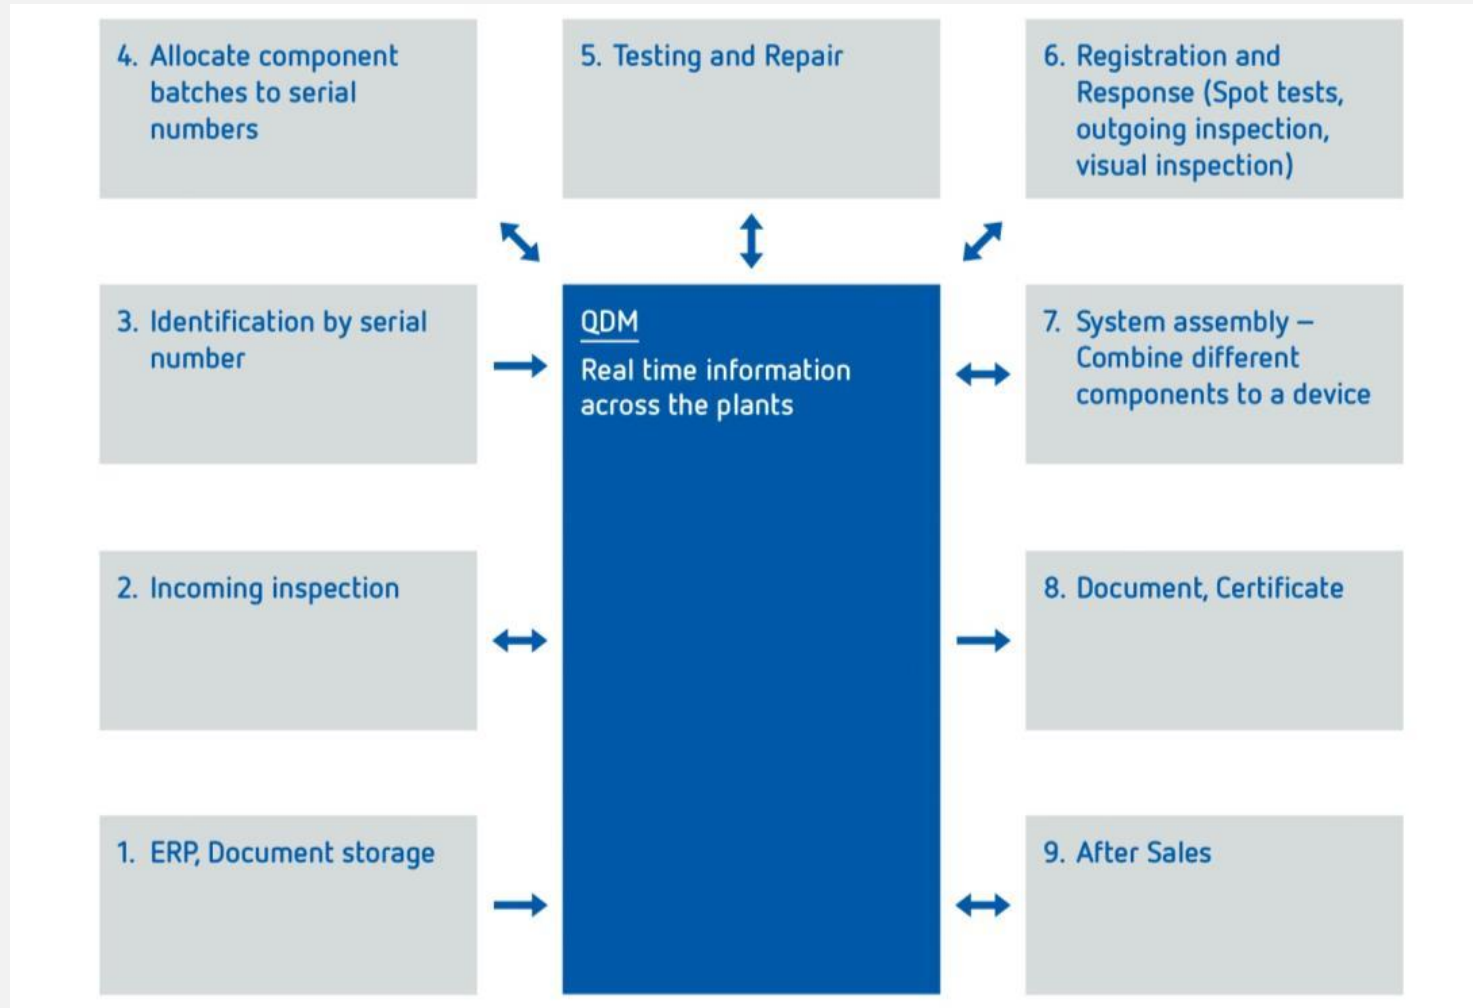 4. Allocate component
batches to serial
numbers
5. Testing and Repair
6. Registration and
Response (Spot tests,
outgoing inspection,
visual inspection)
3. Identification by serial
number
QDM
Real time information
across the plants
7. System assembly –
Combine different
components to a device
2. Incoming inspection
8. Document, Certificate
1. ERP, Document storage
9. After Sales